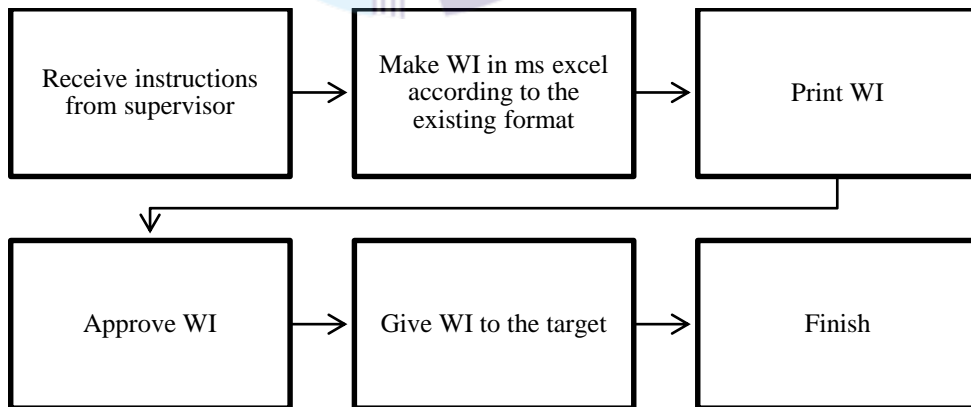 Receive instructions
from supervisor
Make WI in ms excel
according to the
existing format
Print WI
Approve WI
Give WI to the target
Finish